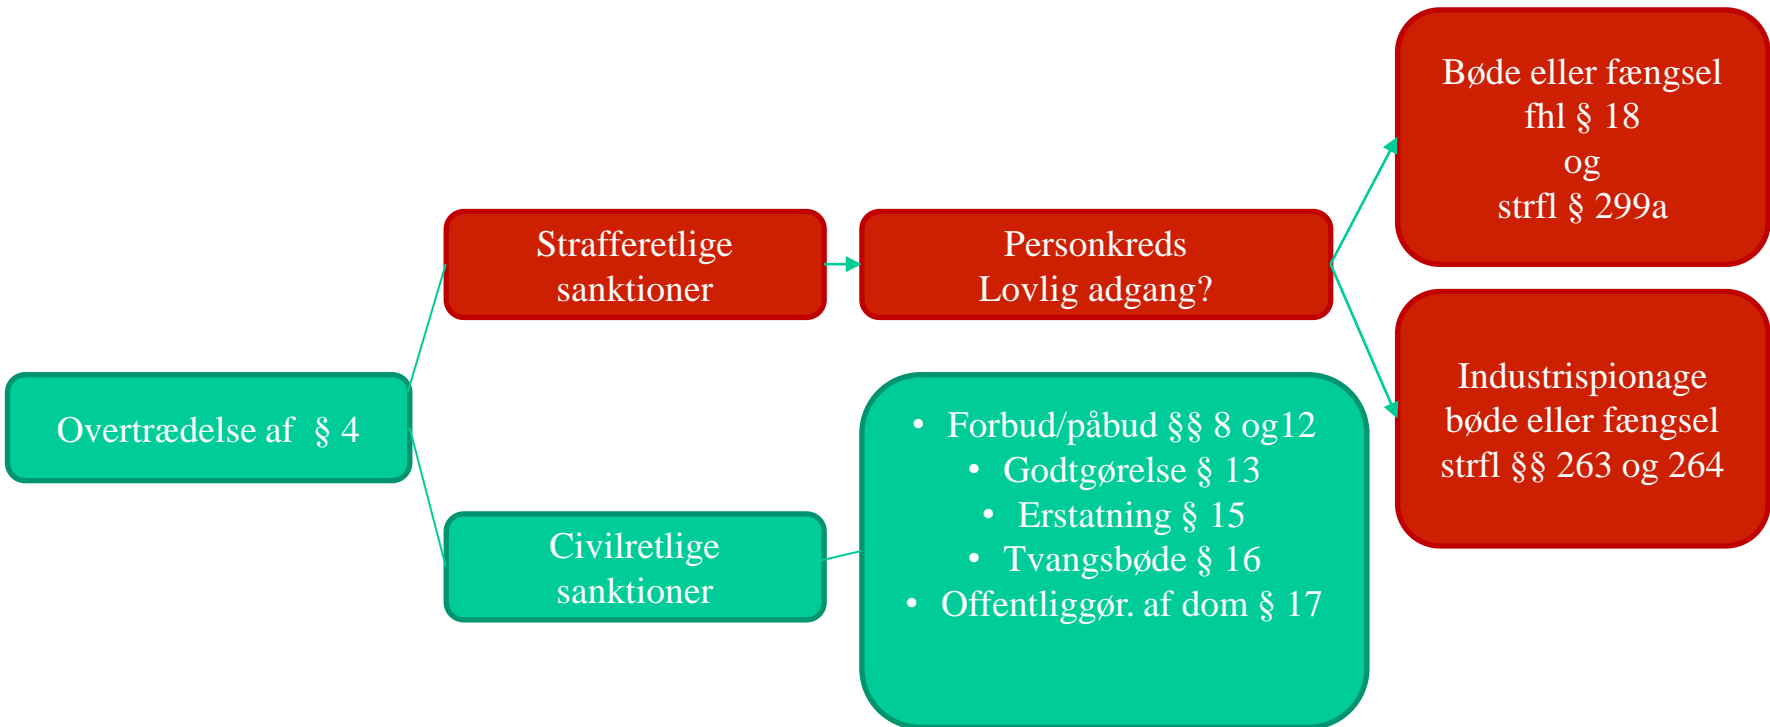 Overtrædelse af § 4
Strafferetlige
sanktioner
Personkreds
Lovlig adgang?
Bøde eller fængsel
fhl § 18
og
strfl § 299a
Industrispionage
bøde eller fængsel
strfl §§ 263 og 264
Civilretlige
sanktioner
• Forbud/påbud §§ 8 og12
• Godtgørelse § 13
• Erstatning § 15
• Tvangsbøde § 16
• Offentliggør. af dom § 17